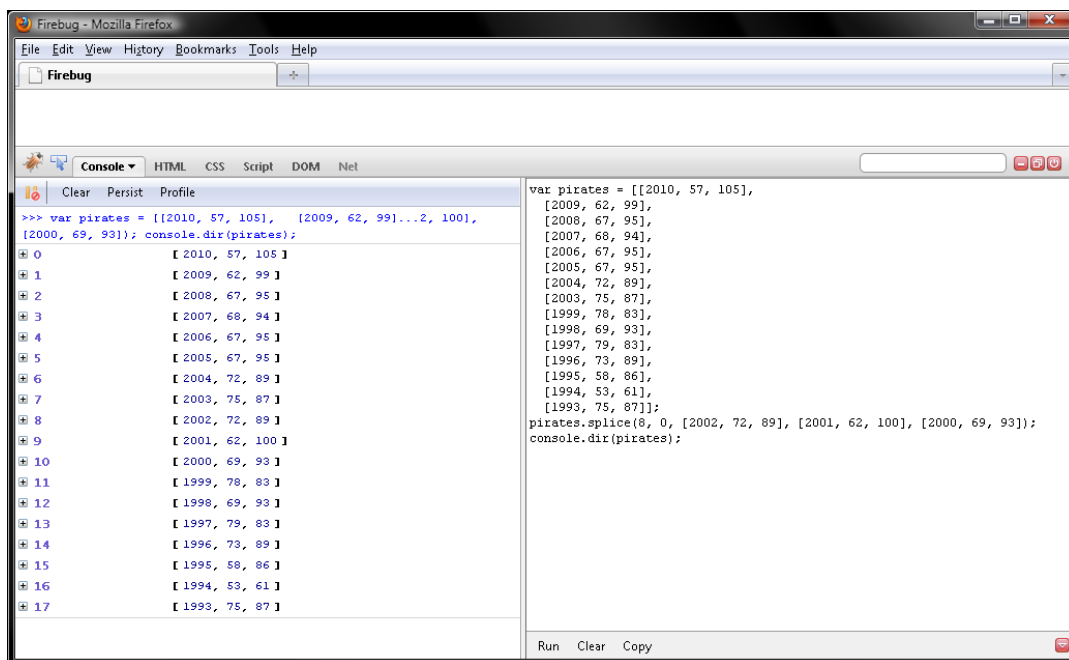 Firebug - Mozilla Firefox
File Edit View History Bookmarks Tools Help
Firebug
Console HTML CSS Script DOM Net
Clear Persist Profile
>>> var pirates = [[2010, 57, 105],   [2009, 62, 99]...2, 100],
[2000, 69, 93]); console.dir(pirates);
0 [ 2010, 57, 105 ]
1 [ 2009, 62, 99 ]
2 [ 2008, 67, 95 ]
3 [ 2007, 68, 94 ]
4 [ 2006, 67, 95 ]
5 [ 2005, 67, 95 ]
6 [ 2004, 72, 89 ]
7 [ 2003, 75, 87 ]
8 [ 2002, 72, 89 ]
9 [ 2001, 62, 100 ]
10 [ 2000, 69, 93 ]
11 [ 1999, 78, 83 ]
12 [ 1998, 69, 93 ]
13 [ 1997, 79, 83 ]
14 [ 1996, 73, 89 ]
15 [ 1995, 58, 86 ]
16 [ 1994, 53, 61 ]
17 [ 1993, 75, 87 ]
var pirates = [[2010, 57, 105],
[2009, 62, 99],
[2008, 67, 95],
[2007, 68, 94],
[2006, 67, 95],
[2005, 67, 95],
[2004, 72, 89],
[2003, 75, 87],
[1999, 78, 83],
[1998, 69, 93],
[1997, 79, 83],
[1996, 73, 89],
[1995, 58, 86],
[1994, 53, 61],
[1993, 75, 87]];
pirates.splice(8, 0, [2002, 72, 89], [2001, 62, 100], [2000, 69, 93]);
console.dir(pirates);
Run Clear Copy